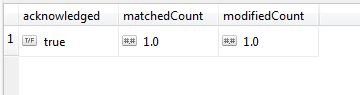 acknowledged matchedCount modifiedCount
1 T/F true #.# 1.0 #.# 1.0